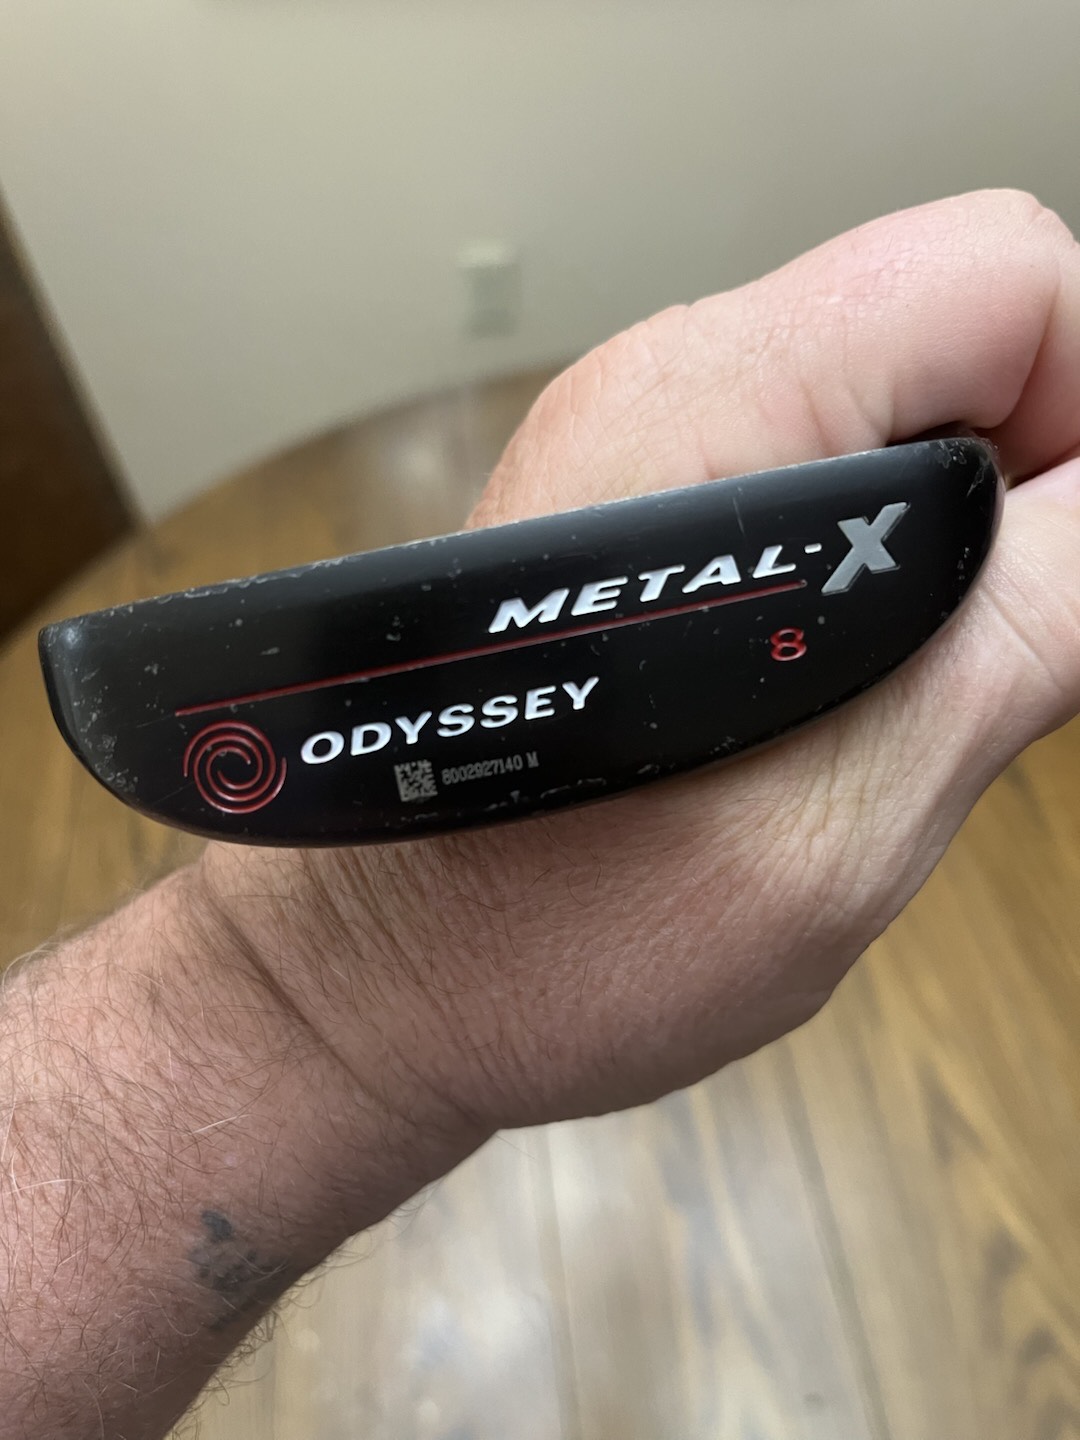 METAL-X
8
ODYSSEY
8002927140 M